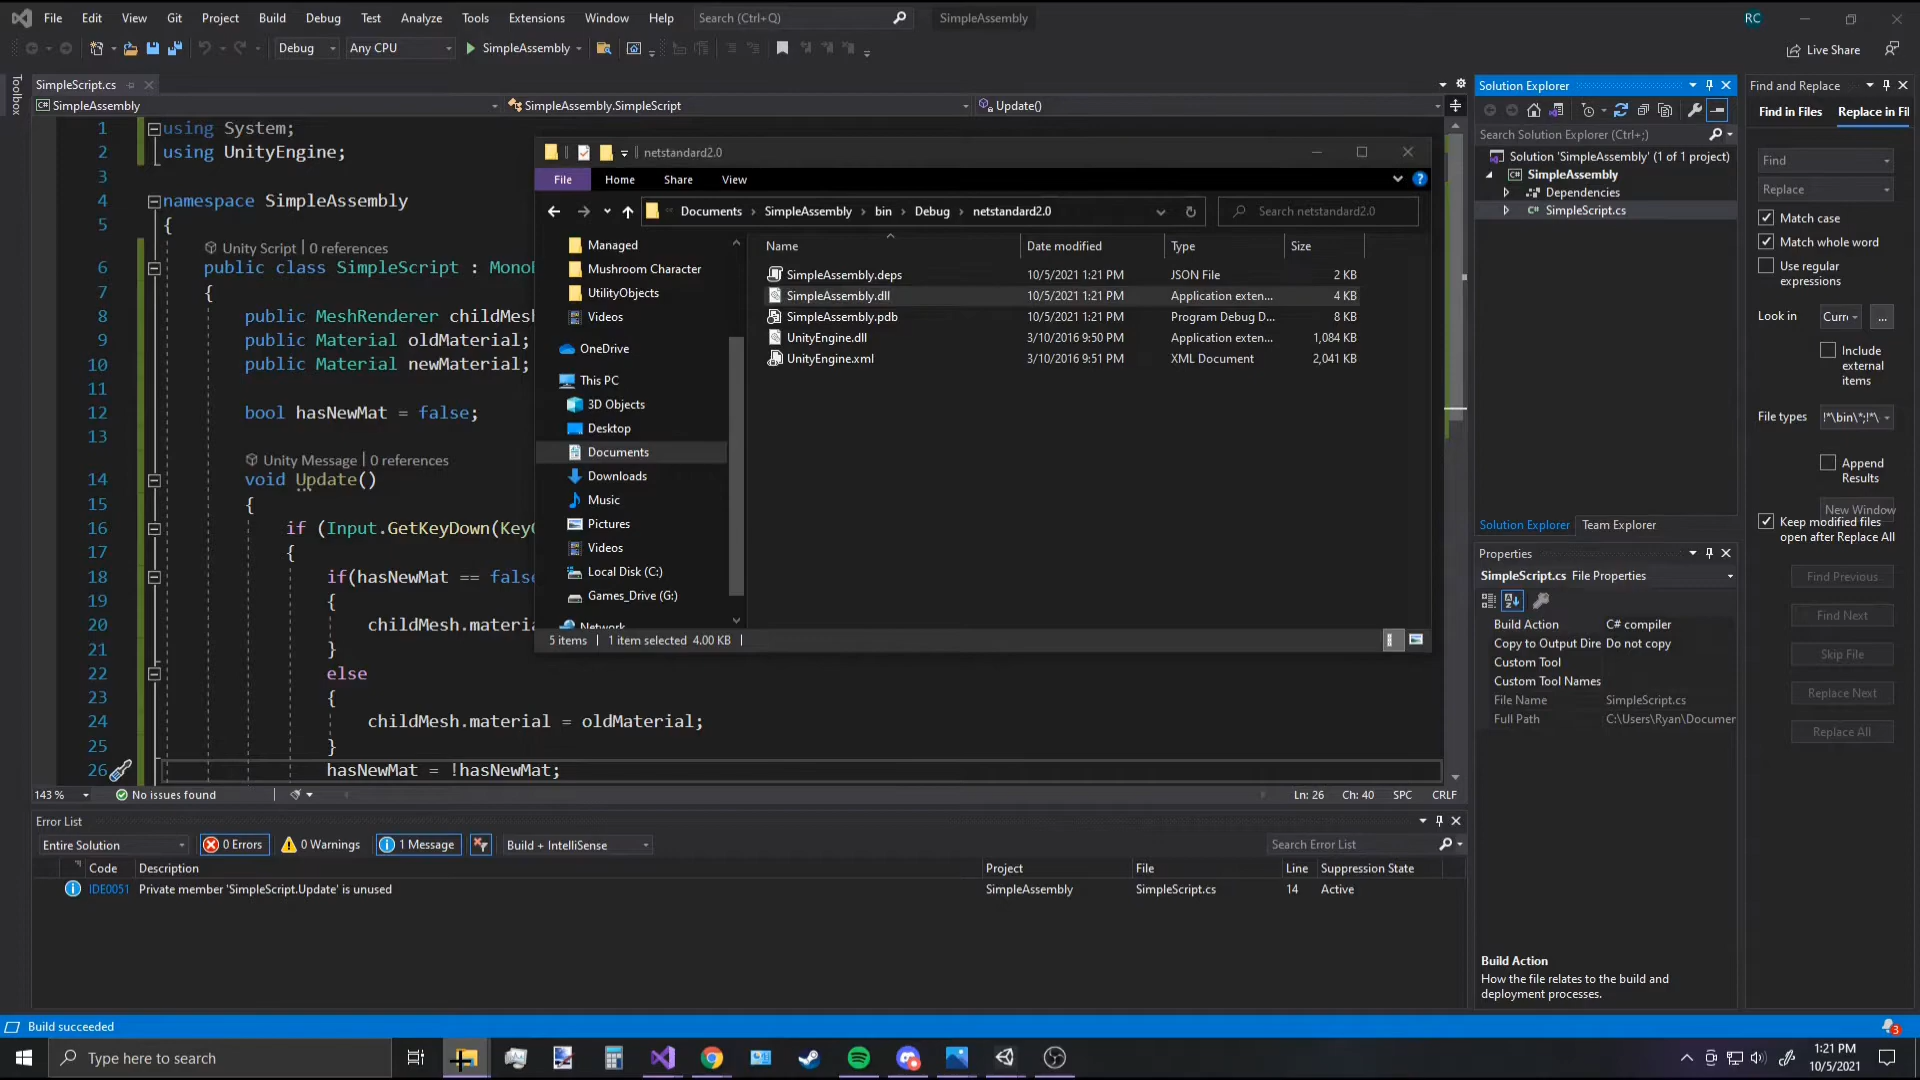 File Edit View Git Project Build Debug Test Analyze Tools Extensions Window Help Search (Ctrl+Q) SimpleAssembly RC
Debug Any CPU SimpleAssembly Live Share
Toolbox
SimpleScript.cs
SimpleAssembly SimpleAssembly.SimpleScript Update()
1 using System;
2 using UnityEngine;
3
4 namespace SimpleAssembly
5 {
Unity Script | 0 references
6 public class SimpleScript :
7 {
8 public MeshRenderer
9 public Material oldMaterial;
10 public Material newMaterial;
11
12 bool hasNewMat = false;
13
Unity Message | 0 references
14 void Update()
15 {
16 if (Input.GetKeyDown(
17 {
18 if(hasNewMat ==
19 {
20
21 }
22 else
23 {
24 childMesh.material = oldMaterial;
25 }
26 hasNewMat = !hasNewMat;
netstandard2.0
File Home Share View
Documents > SimpleAssembly > bin > Debug > netstandard2.0 Search netstandard2.0
Managed
Mushroom Character
UtilityObjects
Videos
OneDrive
This PC
3D Objects
Desktop
Documents
Downloads
Music
Pictures
Videos
Local Disk (C:)
Games_Drive (G:)
Network
Name Date modified Type Size
SimpleAssembly.deps 10/5/2021 1:21 PM JSON File 2 KB
SimpleAssembly.dll 10/5/2021 1:21 PM Application exten... 4 KB
SimpleAssembly.pdb 10/5/2021 1:21 PM Program Debug D... 8 KB
UnityEngine.dll 3/10/2016 9:50 PM Application exten... 1,084 KB
UnityEngine.xml 3/10/2016 9:51 PM XML Document 2,041 KB
5 items 1 item selected 4.00 KB
143 % No issues found Ln: 26 Ch: 40 SPC CRLF
Error List
Entire Solution 0 Errors 0 Warnings 1 Message Build + IntelliSense Search Error List
Code Description Project File Line Suppression State
IDE0051 Private member 'SimpleScript.Update' is unused SimpleAssembly SimpleScript.cs 14 Active
Solution Explorer
Search Solution Explorer (Ctrl+;)
Solution 'SimpleAssembly' (1 of 1 project)
SimpleAssembly
Dependencies
SimpleScript.cs
Solution Explorer Team Explorer
Properties
SimpleScript.cs File Properties
Build Action C# compiler
Copy to Output Dire Do not copy
Custom Tool
Custom Tool Names
File Name SimpleScript.cs
Full Path C:\Users\Ryan\Documen
Build Action
How the file relates to the build and
deployment processes.
Find and Replace
Find in Files Replace in Fil
Find
Replace
Match case
Match whole word
Use regular
expressions
Look in Curr ...
Include
external
items
File types !*\bin\*;!*\
Append
Results
New Window
Keep modified files
open after Replace All
Find Previous
Find Next
Skip File
Replace Next
Replace All
Build succeeded 3
Type here to search
1:21 PM
10/5/2021